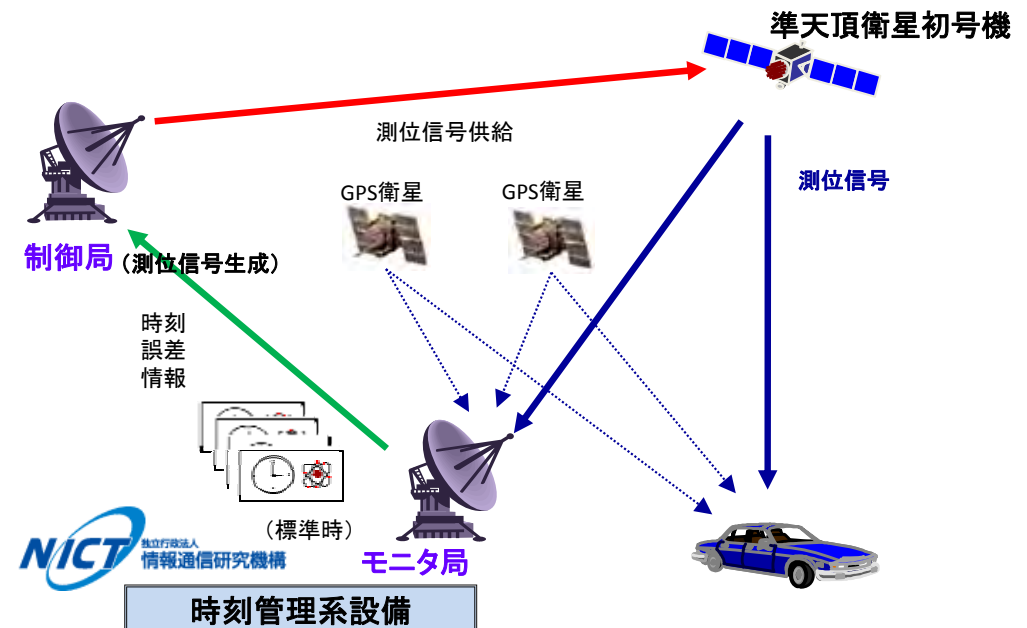 準天頂衛星初号機
測位信号供給
GPS衛星
GPS衛星
測位信号
制御局(測位信号生成)
時刻
誤差
情報
(標準時)
NICT
独立行政法人
情報通信研究機構
モニタ局
時刻管理系設備